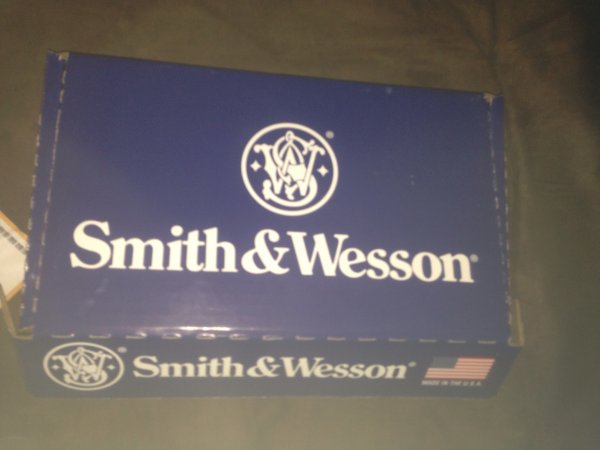 Smith & Wesson®
Smith & Wesson®
MADE IN THE U.S.A.